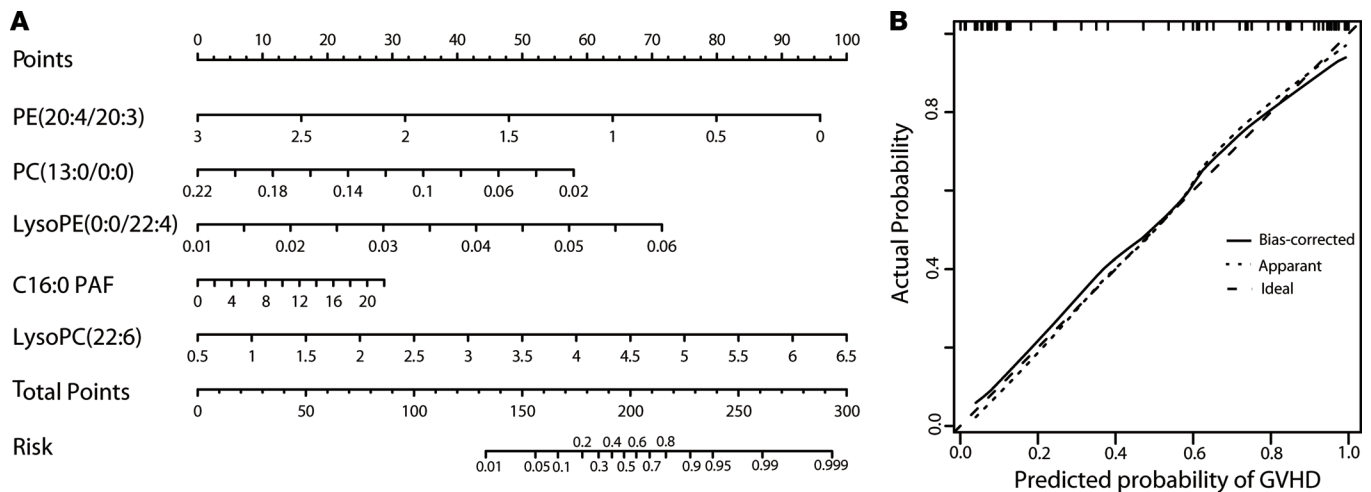 A
0 10 20 30 40 50 60 70 80 90 100
Points
PE(20:4/20:3)
3 2.5 2 1.5 1 0.5 0
PC(13:0/0:0)
0.22 0.18 0.14 0.1 0.06 0.02
LysoPE(0:0/22:4)
0.01 0.02 0.03 0.04 0.05 0.06
C16:0 PAF
0 4 8 12 16 20
LysoPC(22:6)
0.5 1 1.5 2 2.5 3 3.5 4 4.5 5 5.5 6 6.5
Total Points
0 50 100 150 200 250 300
Risk
0.2 0.4 0.6 0.8
0.01 0.05 0.1 0.3 0.5 0.7 0.9 0.95 0.99 0.999
B
Actual Probability
0.8
0.4
0.0
Bias-corrected
Apparant
Ideal
0.0 0.2 0.4 0.6 0.8 1.0
Predicted probability of GVHD